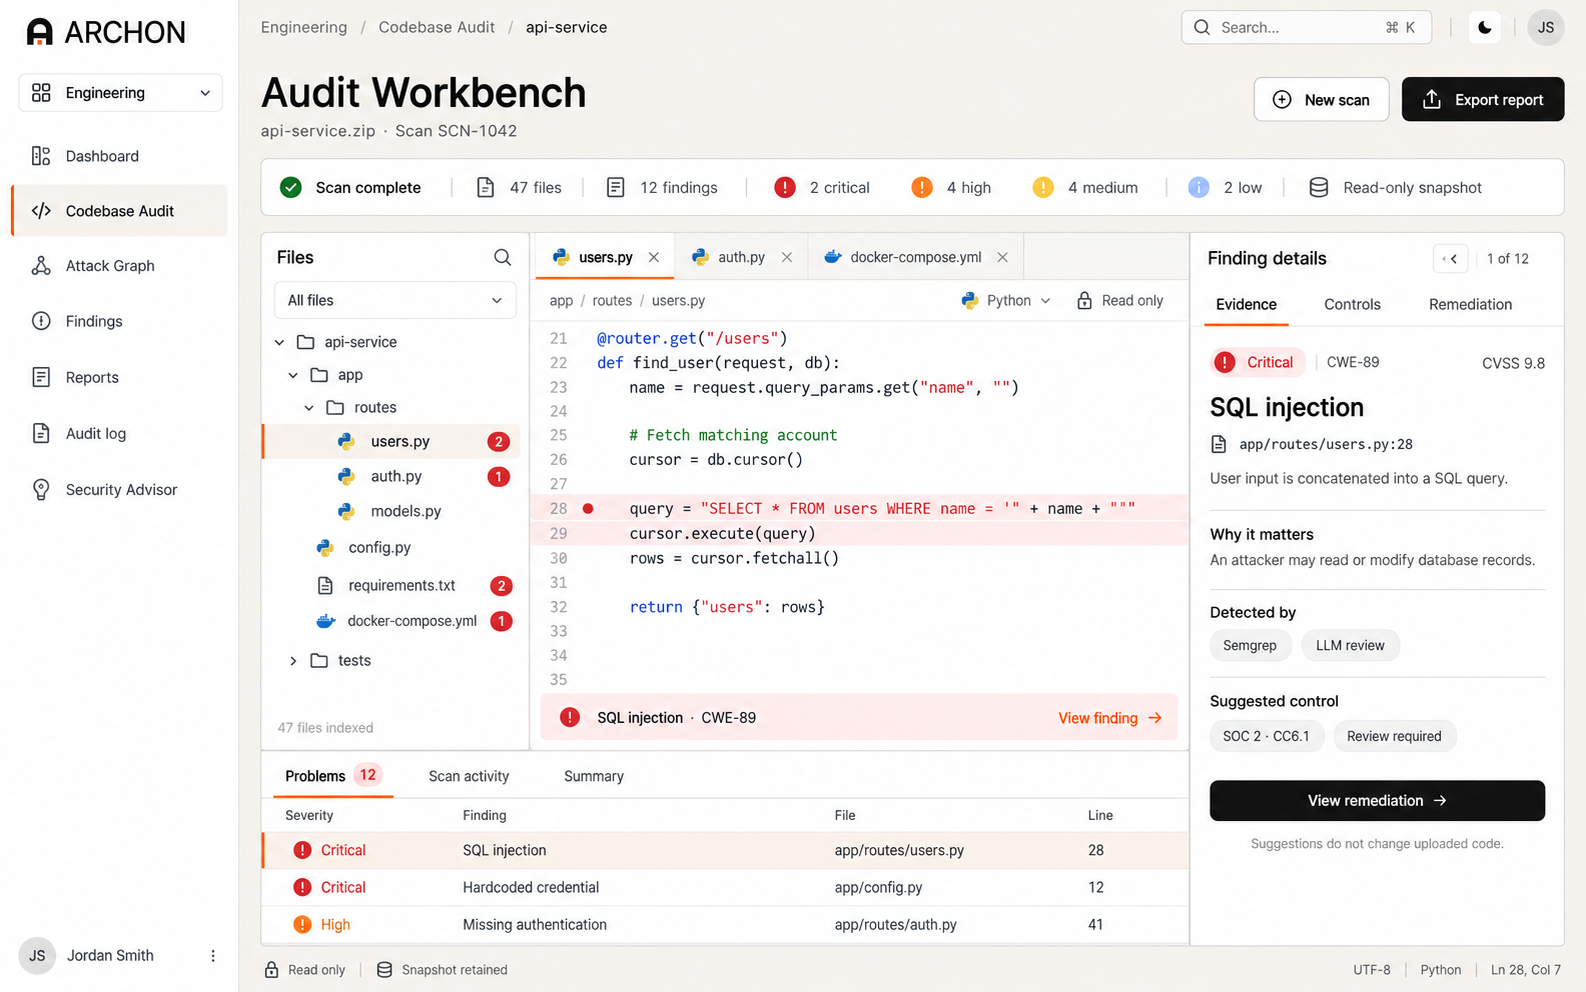 ARCHON
Engineering
Dashboard
Codebase Audit
Attack Graph
Findings
Reports
Audit log
Security Advisor
JS Jordan Smith
Engineering / Codebase Audit / api-service
Search... ⌘ K
JS
Audit Workbench
api-service.zip · Scan SCN-1042
New scan
Export report
Scan complete
47 files
12 findings
2 critical
4 high
4 medium
2 low
Read-only snapshot
Files
All files
api-service
app
routes
users.py 2
auth.py 1
models.py
config.py
requirements.txt 2
docker-compose.yml 1
tests
47 files indexed
users.py
auth.py
docker-compose.yml
app / routes / users.py
Python
Read only
21 @router.get("/users")
22 def find_user(request, db):
23     name = request.query_params.get("name", "")
24
25     # Fetch matching account
26     cursor = db.cursor()
27
28     query = "SELECT * FROM users WHERE name = '" + name + """
29     cursor.execute(query)
30     rows = cursor.fetchall()
31
32     return {"users": rows}
33
34
35
SQL injection · CWE-89
View finding →
Problems 12
Scan activity
Summary
Severity Finding File Line
Critical SQL injection app/routes/users.py 28
Critical Hardcoded credential app/config.py 12
High Missing authentication app/routes/auth.py 41
Finding details
1 of 12
Evidence
Controls
Remediation
Critical CWE-89 CVSS 9.8
SQL injection
app/routes/users.py:28
User input is concatenated into a SQL query.
Why it matters
An attacker may read or modify database records.
Detected by
Semgrep
LLM review
Suggested control
SOC 2 · CC6.1
Review required
View remediation →
Suggestions do not change uploaded code.
Read only
Snapshot retained
UTF-8
Python
Ln 28, Col 7